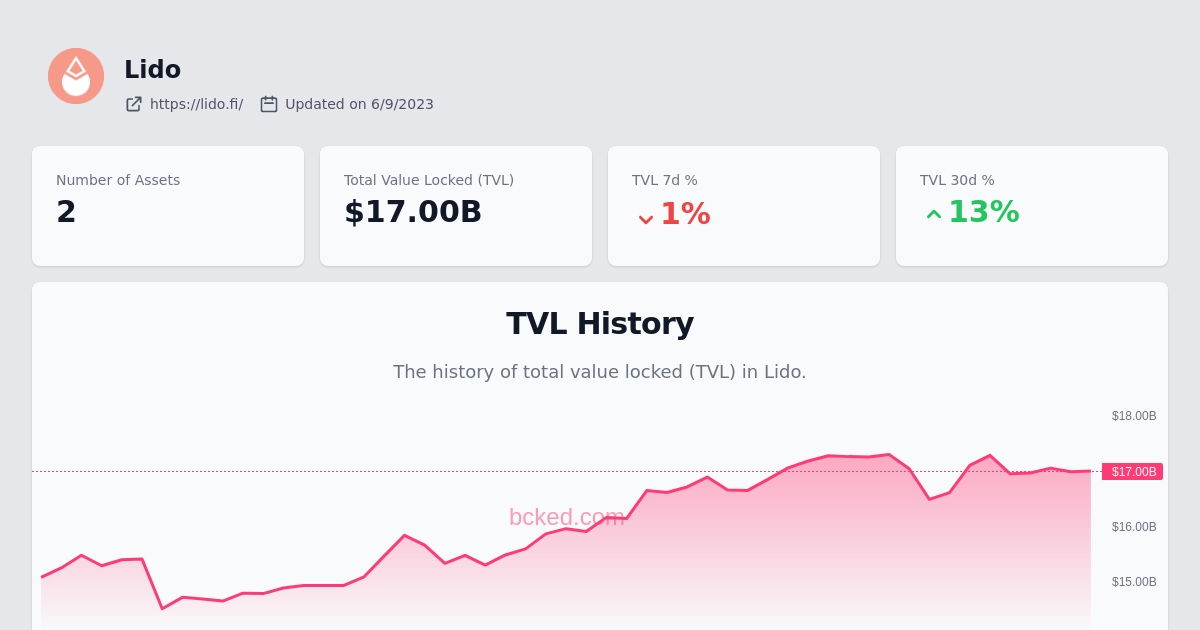 Lido
https://lido.fi/ Updated on 6/9/2023
Number of Assets
2
Total Value Locked (TVL)
$17.00B
TVL 7d %
1%
TVL 30d %
13%
TVL History
The history of total value locked (TVL) in Lido.
$18.00B
$17.00B
bcked.com
$16.00B
$15.00B